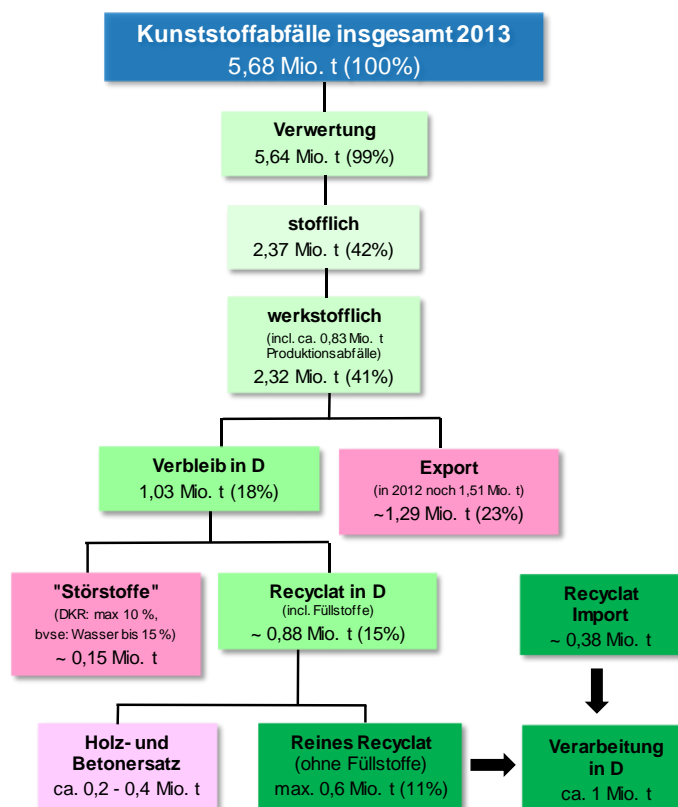 Kunststoffabfälle insgesamt 2013
5,68 Mio. t (100%)
Verwertung
5,64 Mio. t (99%)
stofflich
2,37 Mio. t (42%)
werkstofflich
(incl. ca. 0,83 Mio. t
Produktionsabfälle)
2,32 Mio. t (41%)
Verbleib in D
1,03 Mio. t (18%)
Export
(in 2012 noch 1,51 Mio. t)
~1,29 Mio. t (23%)
"Störstoffe"
(DKR: max 10 %,
bvse: Wasser bis 15 %)
~ 0,15 Mio. t
Recyclat in D
(incl. Füllstoffe)
~ 0,88 Mio. t (15%)
Recyclat
Import
~ 0,38 Mio. t
Holz- und
Betonersatz
ca. 0,2 - 0,4 Mio. t
Reines Recyclat
(ohne Füllstoffe)
max. 0,6 Mio. t (11%)
Verarbeitung
in D
ca. 1 Mio. t